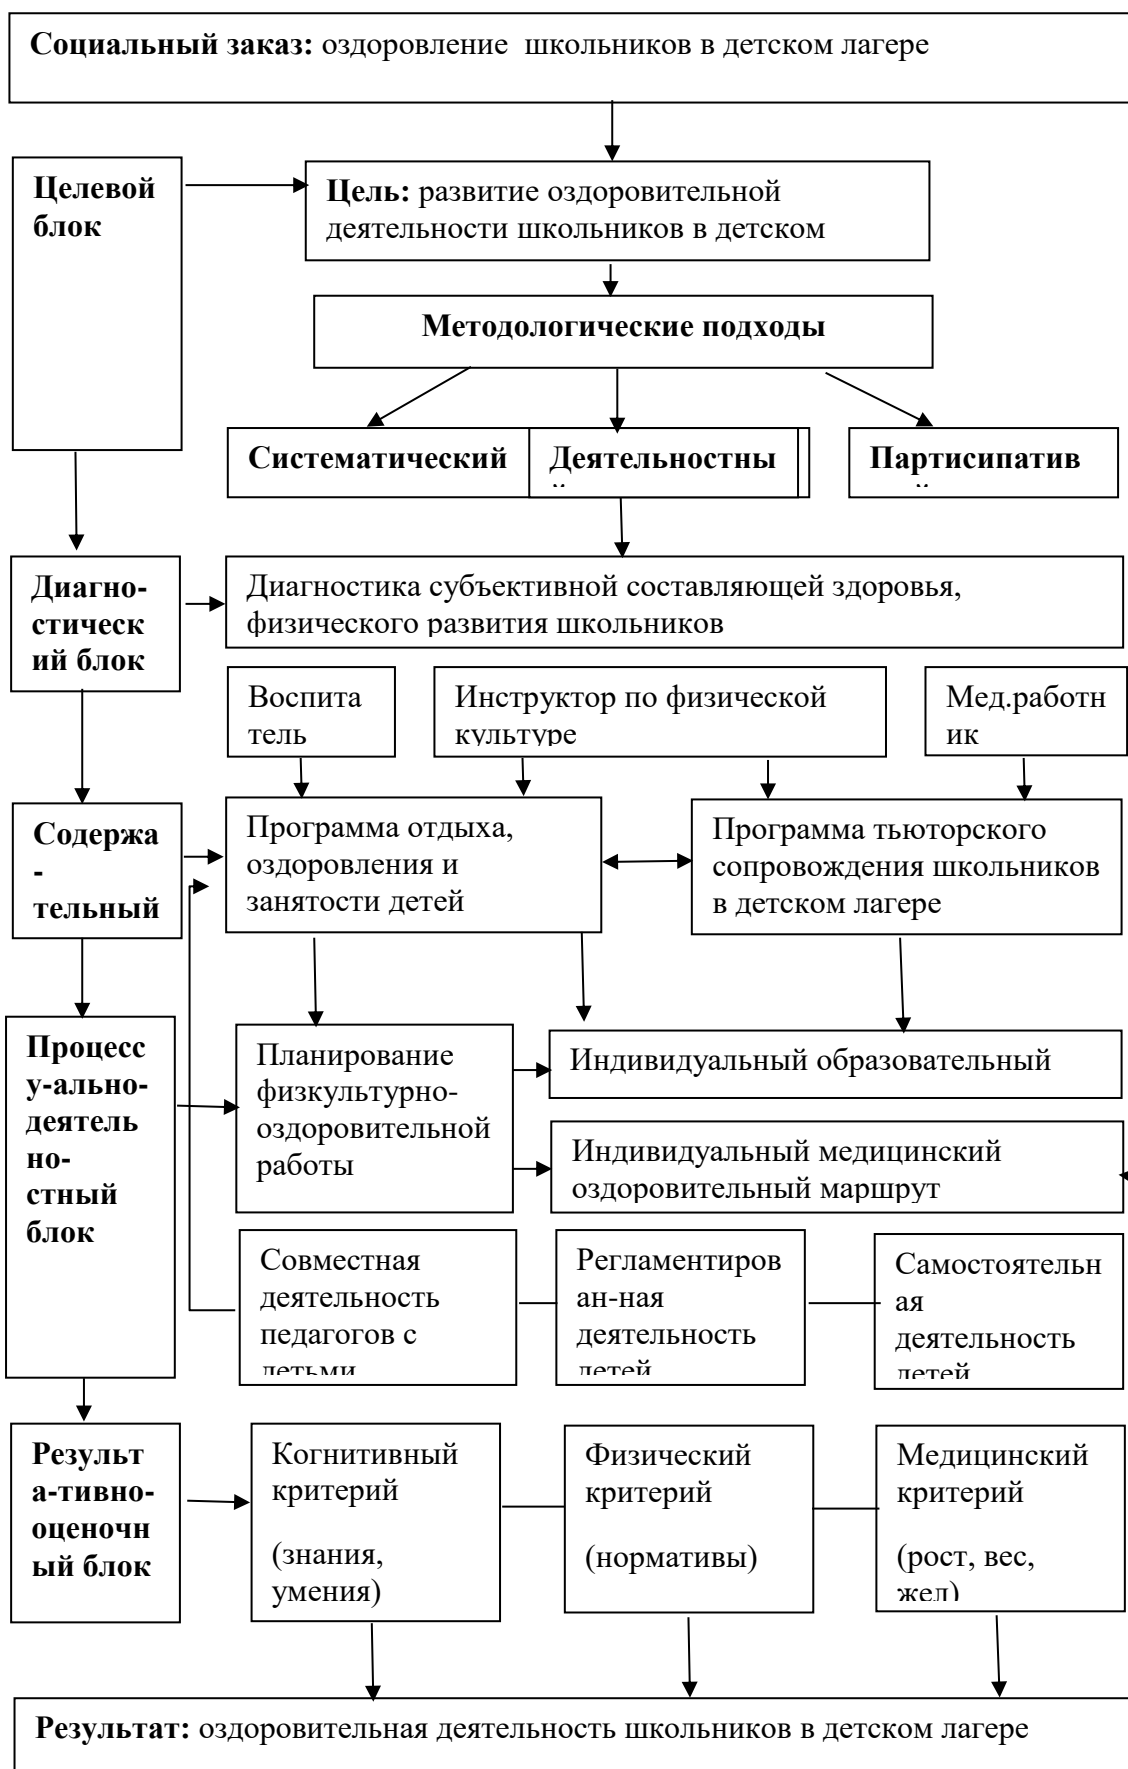 Социальный заказ: оздоровление школьников в детском лагере
Целевой
блок
Цель: развитие оздоровительной
деятельности школьников в детском
Методологические подходы
Систематический
Деятельностны
й
Партисипатив
Диагно-
стическ
ий блок
Диагностика субъективной составляющей здоровья,
физического развития школьников
Воспита
тель
Инструктор по физической
культуре
Мед.работн
ик
Содержа
-
тельный
Программа отдыха,
оздоровления и
занятости детей
Программа тьюторского
сопровождения школьников
в детском лагере
Процесс
у-ально-
деятель
но-
стный
блок
Планирование
физкультурно-
оздоровительной
работы
Индивидуальный образовательный
Индивидуальный медицинский
оздоровительный маршрут
Совместная
деятельность
педагогов с
детьми
Регламентиров
ан-ная
деятельность
детей
Самостоятельн
ая
деятельность
детей
Результ
а-тивно-
оценочн
ый блок
Когнитивный
критерий
(знания,
умения)
Физический
критерий
(нормативы)
Медицинский
критерий
(рост, вес,
жел)
Результат: оздоровительная деятельность школьников в детском лагере